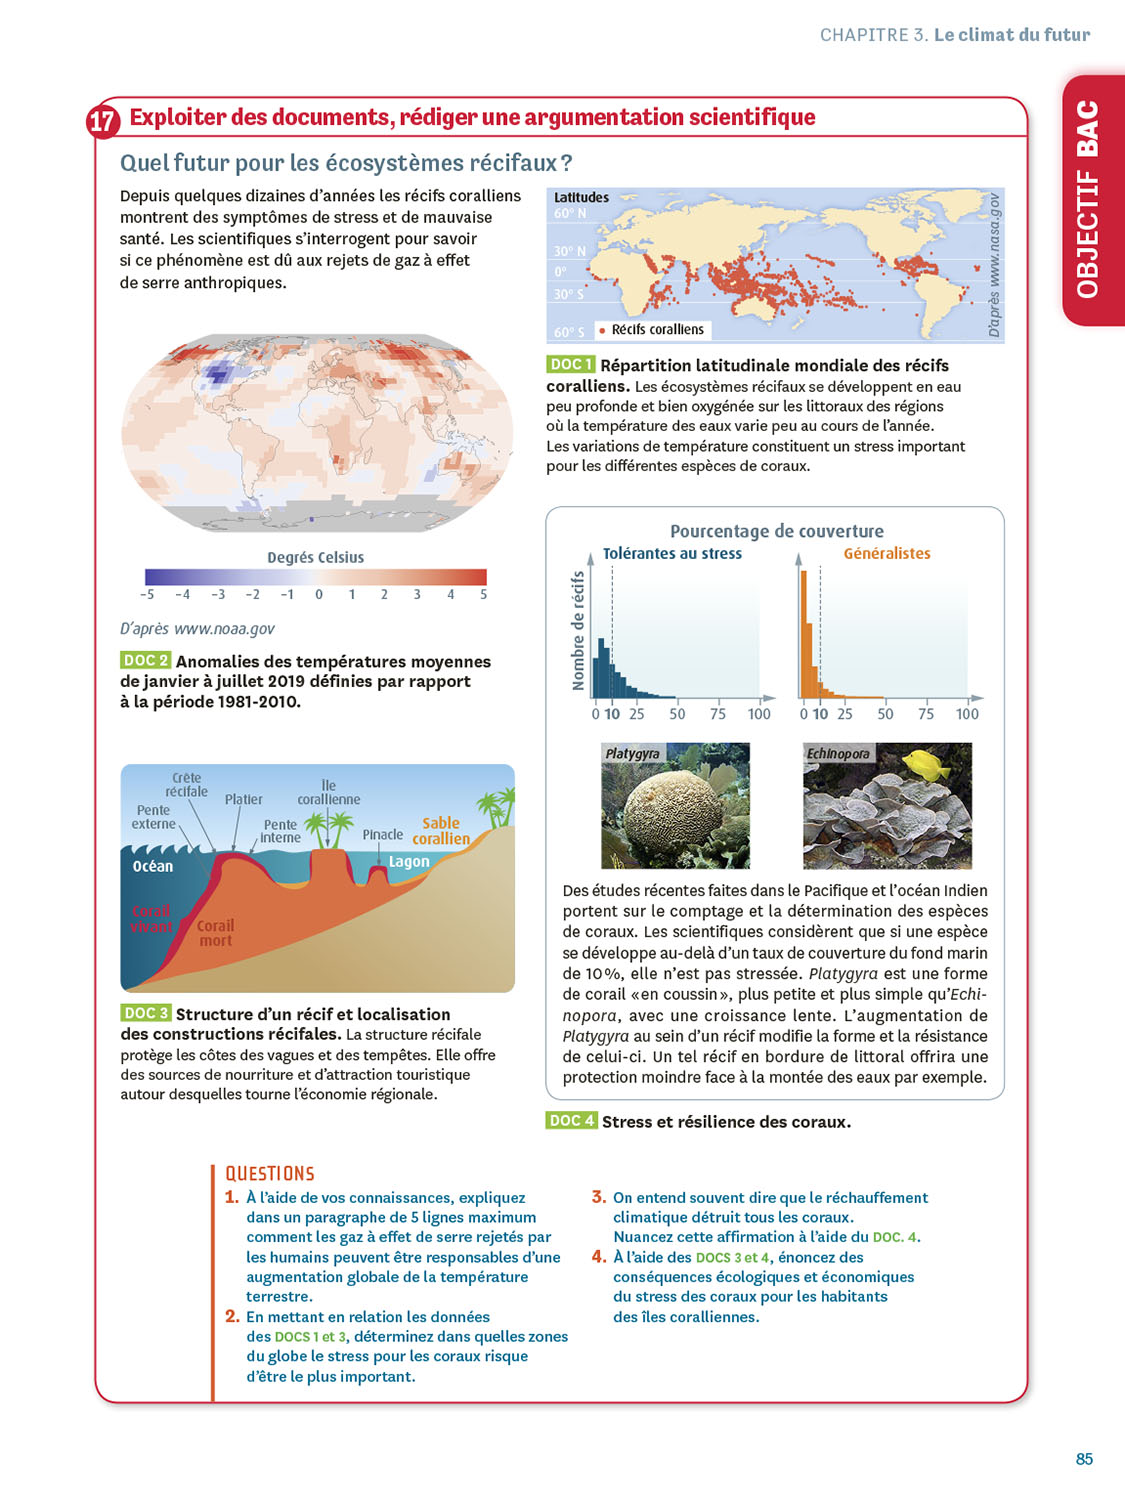 CHAPITRE 3. Le climat du futur
OBJECTIF BAC
17 Exploiter des documents, rédiger une argumentation scientifique
Quel futur pour les écosystèmes récifaux ?
Depuis quelques dizaines d'années les récifs coralliens
montrent des symptômes de stress et de mauvaise
santé. Les scientifiques s'interrogent pour savoir
si ce phénomène est dû aux rejets de gaz à effet
de serre anthropiques.
Latitudes
60° N
30° N
0°
30° S
60° S
Récifs coralliens
D'après www.nasa.gov
DOC 1 Répartition latitudinale mondiale des récifs
coralliens. Les écosystèmes récifaux se développent en eau
peu profonde et bien oxygénée sur les littoraux des régions
où la température des eaux varie peu au cours de l'année.
Les variations de température constituent un stress important
pour les différentes espèces de coraux.
Degrés Celsius
-5 -4 -3 -2 -1 0 1 2 3 4 5
D'après www.noaa.gov
DOC 2 Anomalies des températures moyennes
de janvier à juillet 2019 définies par rapport
à la période 1981-2010.
Crête
récifale
Pente
externe
Platier
Pente
interne
Île
corallienne
Pinacle
Sable
corallien
Océan
Lagon
Corail
vivant
Corail
mort
DOC 3 Structure d'un récif et localisation
des constructions récifales. La structure récifale
protège les côtes des vagues et des tempêtes. Elle offre
des sources de nourriture et d'attraction touristique
autour desquelles tourne l'économie régionale.
Pourcentage de couverture
Tolérantes au stress
Généralistes
Nombre de récifs
0 10 25 50 75 100
0 10 25 50 75 100
Platygyra
Echinopora
Des études récentes faites dans le Pacifique et l'océan Indien
portent sur le comptage et la détermination des espèces
de coraux. Les scientifiques considèrent que si une espèce
se développe au-delà d'un taux de couverture du fond marin
de 10 %, elle n'est pas stressée. Platygyra est une forme
de corail « en coussin », plus petite et plus simple qu'Echi-
nopora, avec une croissance lente. L'augmentation de
Platygyra au sein d'un récif modifie la forme et la résistance
de celui-ci. Un tel récif en bordure de littoral offrira une
protection moindre face à la montée des eaux par exemple.
DOC 4 Stress et résilience des coraux.
QUESTIONS
1. À l'aide de vos connaissances, expliquez
dans un paragraphe de 5 lignes maximum
comment les gaz à effet de serre rejetés par
les humains peuvent être responsables d'une
augmentation globale de la température
terrestre.
2. En mettant en relation les données
des DOCS 1 et 3, déterminez dans quelles zones
du globe le stress pour les coraux risque
d'être le plus important.
3. On entend souvent dire que le réchauffement
climatique détruit tous les coraux.
Nuancez cette affirmation à l'aide du DOC. 4.
4. À l'aide des DOCS 3 et 4, énoncez des
conséquences écologiques et économiques
du stress des coraux pour les habitants
des îles coralliennes.
85